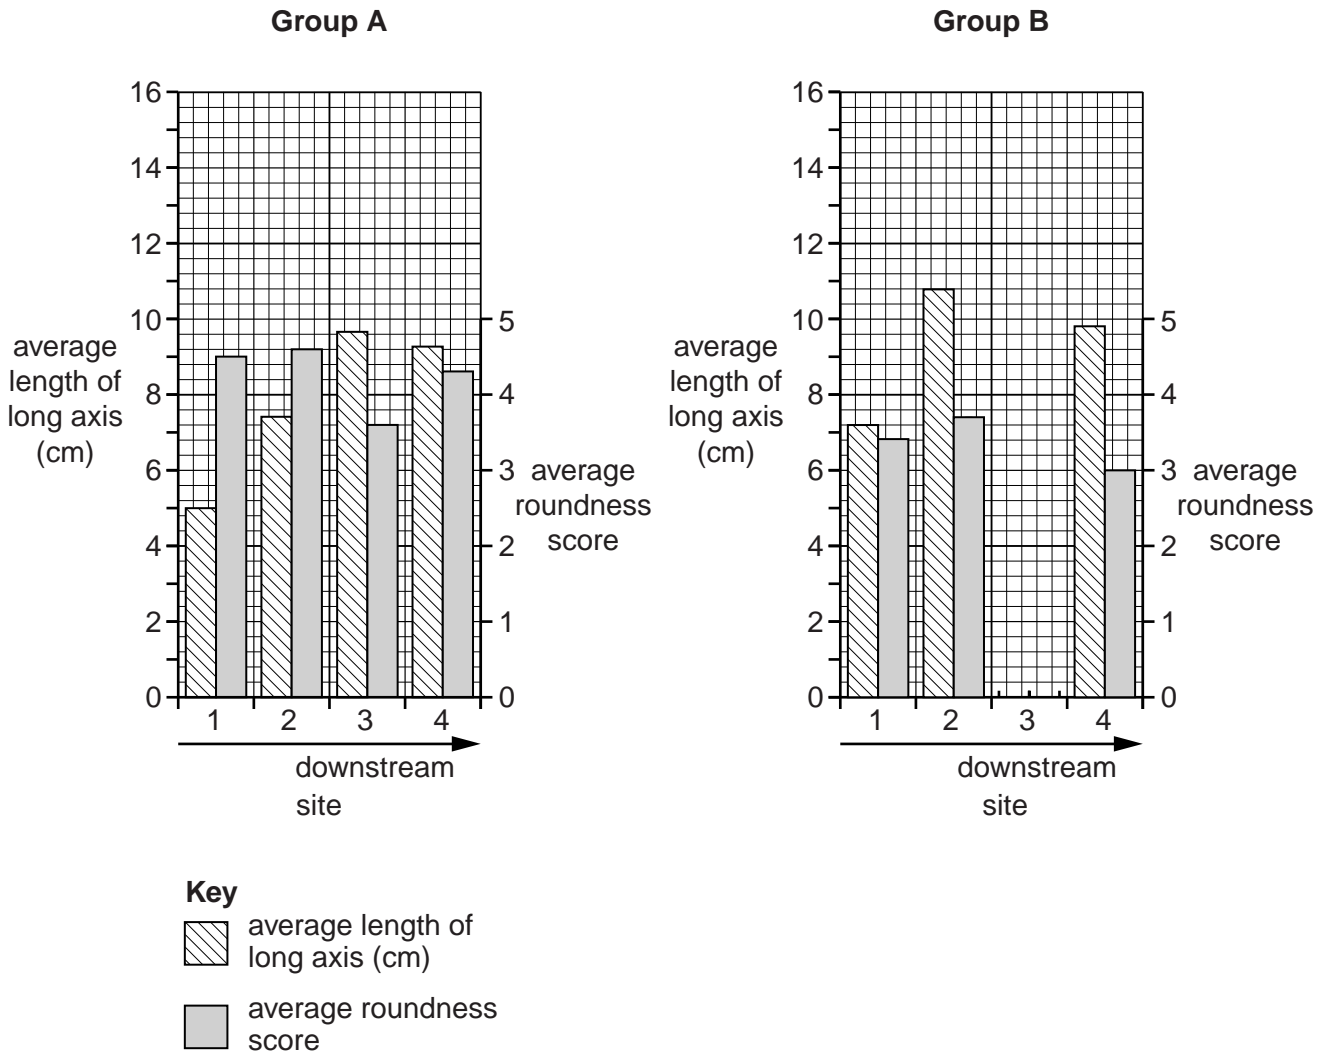 Group A
16
14
12
10
8
6
4
2
0
average
length of
long axis
(cm)
5
4
3
2
1
0
average
roundness
score
1 2 3 4
downstream
site
Group B
16
14
12
10
8
6
4
2
0
average
length of
long axis
(cm)
5
4
3
2
1
0
average
roundness
score
1 2 3 4
downstream
site
Key
average length of
long axis (cm)
average roundness
score